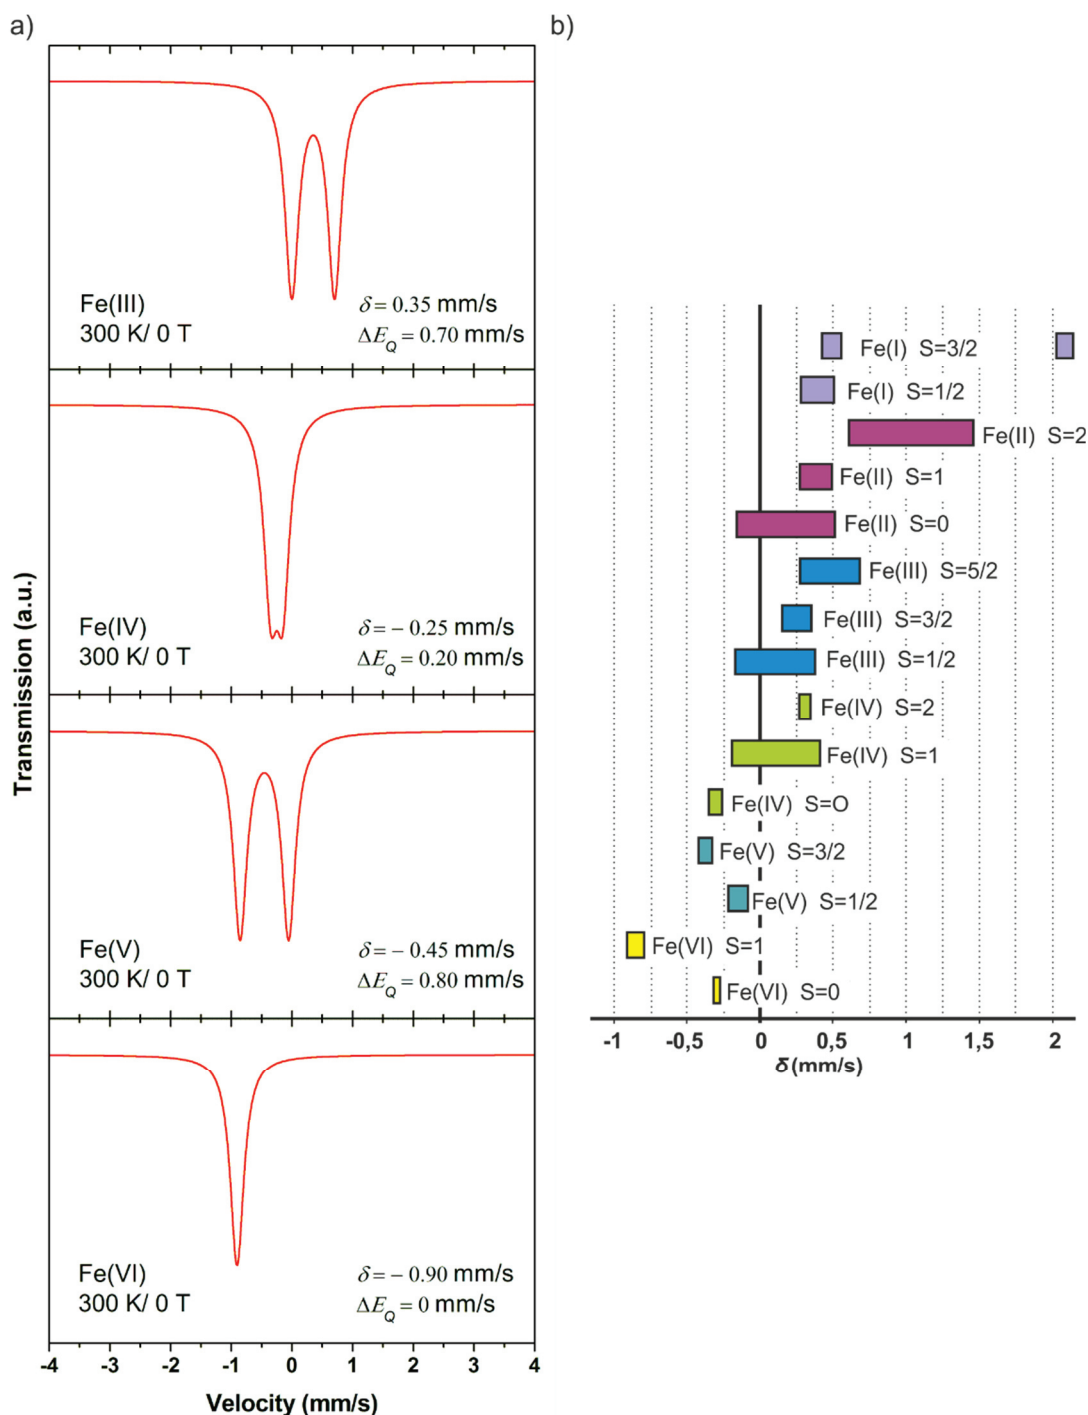 a)
Fe(III)
300 K/ 0 T
δ = 0.35 mm/s
ΔE_Q = 0.70 mm/s
Fe(IV)
300 K/ 0 T
δ = − 0.25 mm/s
ΔE_Q = 0.20 mm/s
Fe(V)
300 K/ 0 T
δ = − 0.45 mm/s
ΔE_Q = 0.80 mm/s
Fe(VI)
300 K/ 0 T
δ = − 0.90 mm/s
ΔE_Q = 0 mm/s
Transmission (a.u.)
-4 -3 -2 -1 0 1 2 3 4
Velocity (mm/s)
b)
Fe(I) S=3/2
Fe(I) S=1/2
Fe(II) S=2
Fe(II) S=1
Fe(II) S=0
Fe(III) S=5/2
Fe(III) S=3/2
Fe(III) S=1/2
Fe(IV) S=2
Fe(IV) S=1
Fe(IV) S=O
Fe(V) S=3/2
Fe(V) S=1/2
Fe(VI) S=1
Fe(VI) S=0
-1 -0,5 0 0,5 1 1,5 2
δ(mm/s)